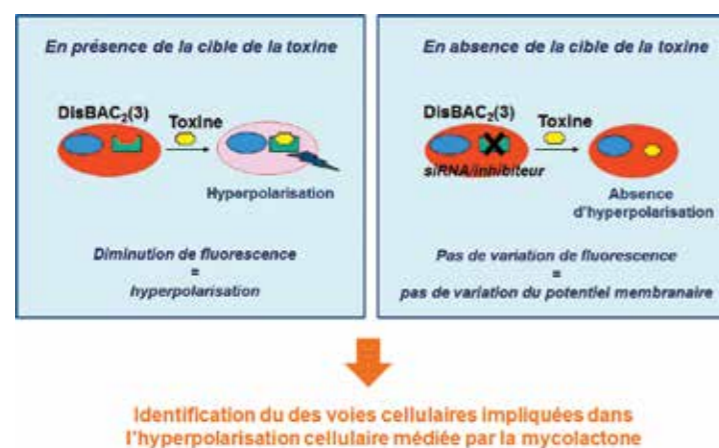 En présence de la cible de la toxine
DisBAC₂(3)
Toxine
Hyperpolarisation
Diminution de fluorescence
=
hyperpolarisation
En absence de la cible de la toxine
DisBAC₂(3)
Toxine
siRNA/inhibiteur
Absence
d'hyperpolarisation
Pas de variation de fluorescence
=
pas de variation du potentiel membranaire
Identification du des voies cellulaires impliquées dans
l'hyperpolarisation cellulaire médiée par la mycolactone